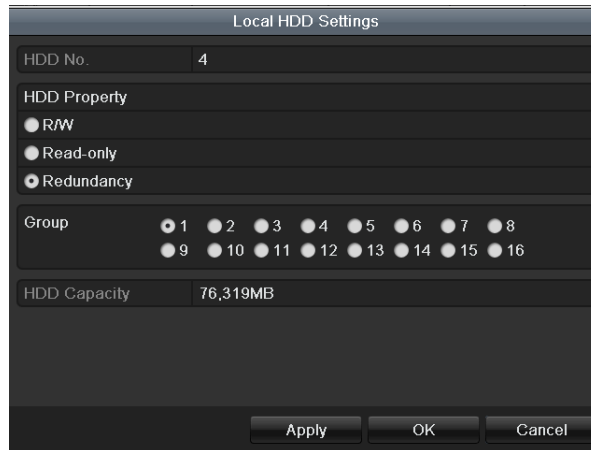 Local HDD Settings
HDD No. 4
HDD Property
R/W
Read-only
Redundancy
Group 1 2 3 4 5 6 7 8
9 10 11 12 13 14 15 16
HDD Capacity 76,319MB
Apply OK Cancel